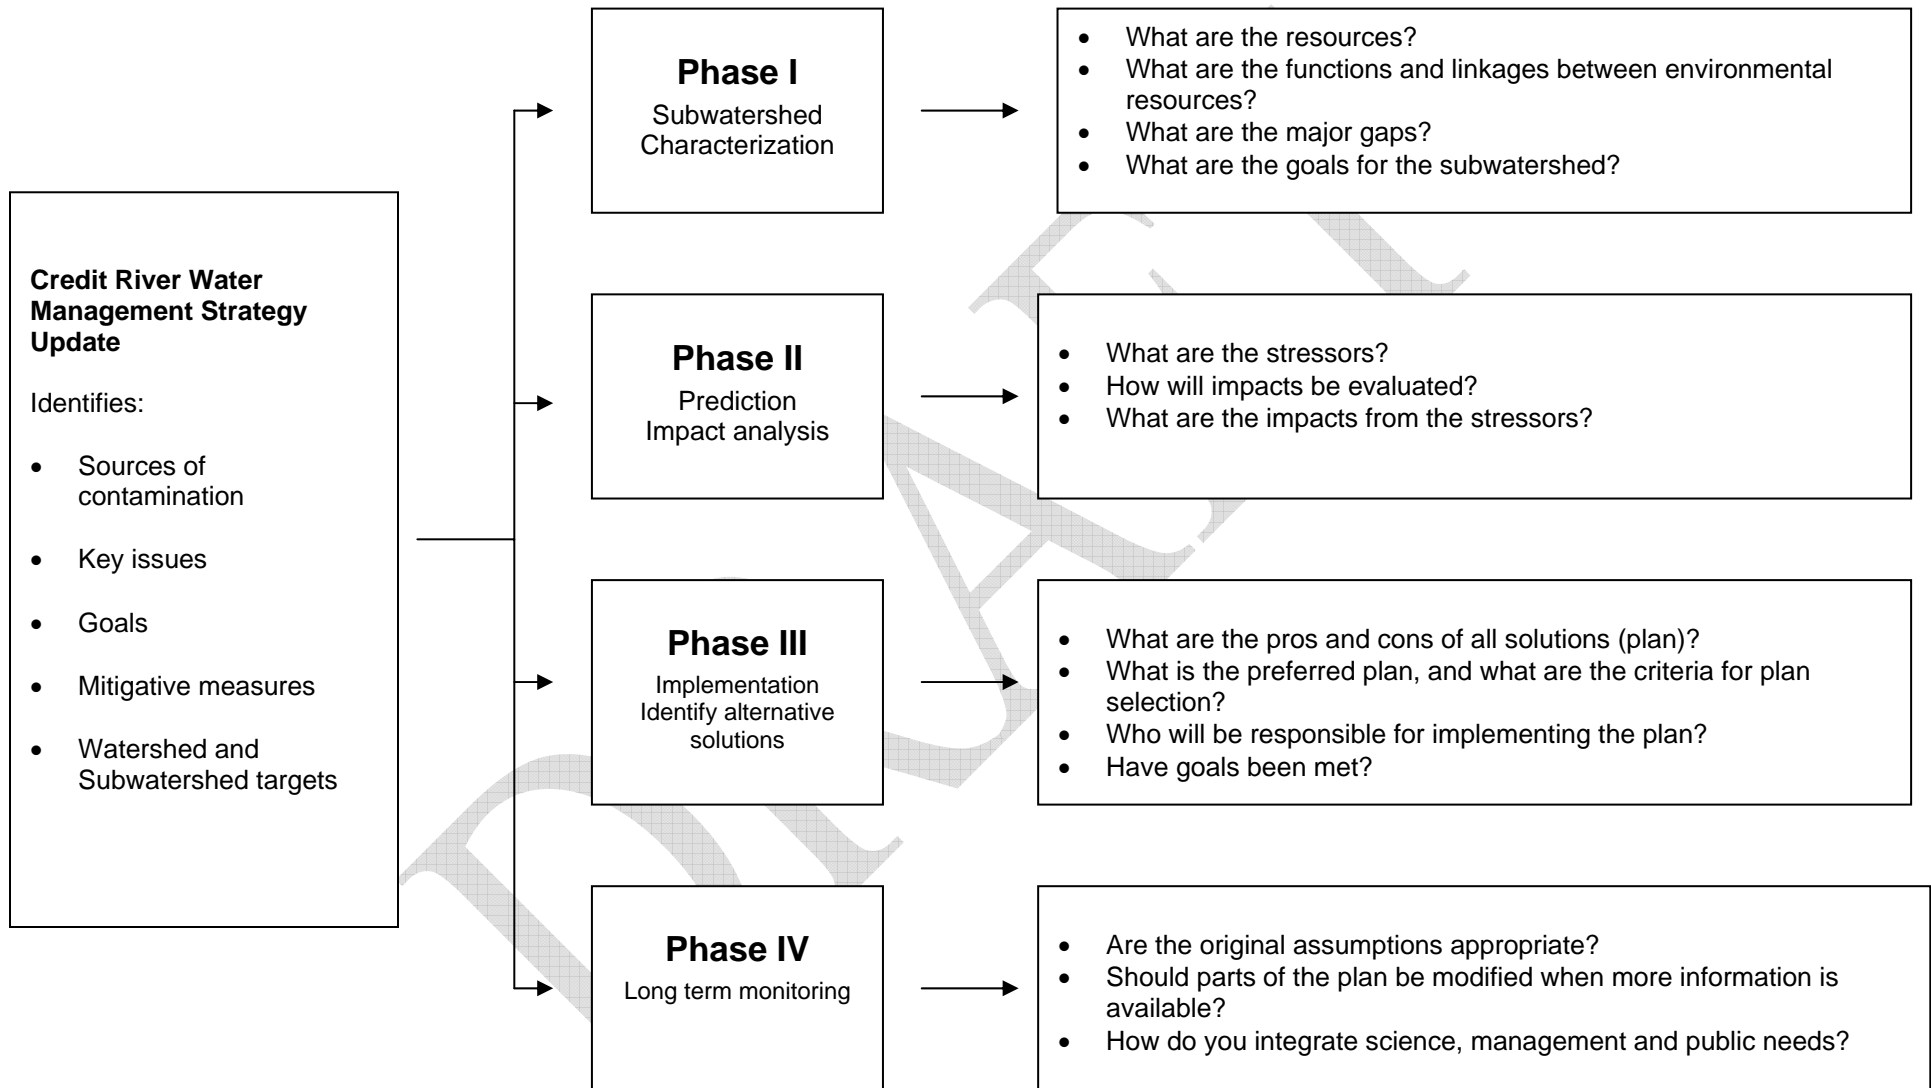 Credit River Water
Management Strategy
Update
Identifies:
• Sources of
contamination
• Key issues
• Goals
• Mitigative measures
• Watershed and
Subwatershed targets
Phase I
Subwatershed
Characterization
• What are the resources?
• What are the functions and linkages between environmental
resources?
• What are the major gaps?
• What are the goals for the subwatershed?
Phase II
Prediction
Impact analysis
• What are the stressors?
• How will impacts be evaluated?
• What are the impacts from the stressors?
Phase III
Implementation
Identify alternative
solutions
• What are the pros and cons of all solutions (plan)?
• What is the preferred plan, and what are the criteria for plan
selection?
• Who will be responsible for implementing the plan?
• Have goals been met?
Phase IV
Long term monitoring
• Are the original assumptions appropriate?
• Should parts of the plan be modified when more information is
available?
• How do you integrate science, management and public needs?
DRAFT